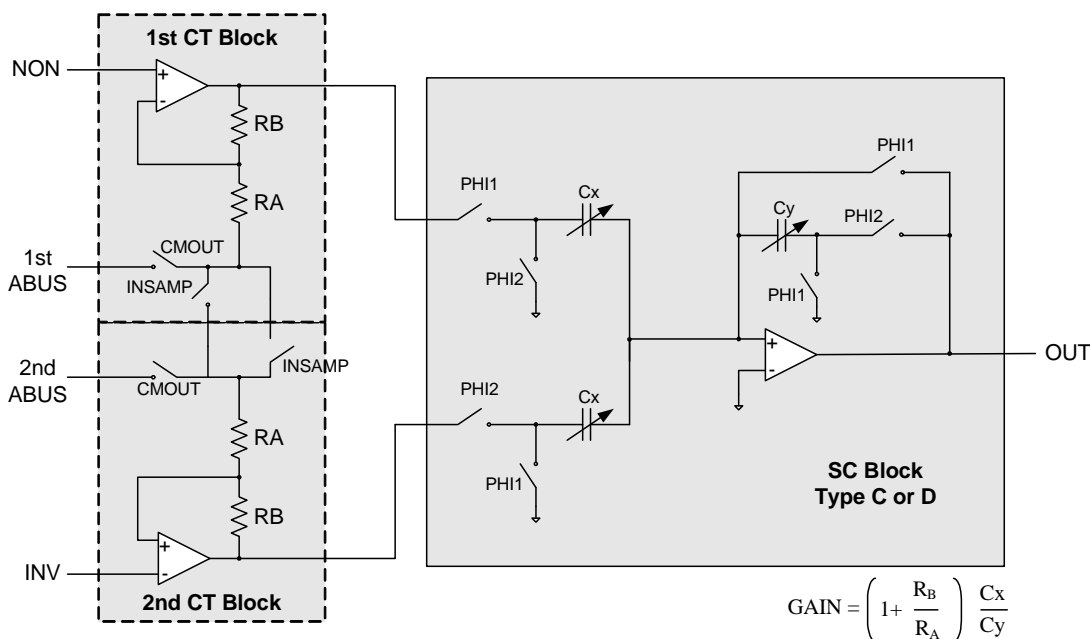 1st CT Block
NON
+
-
RB
RA
CMOUT
1st
ABUS
INSAMP
2nd
ABUS
CMOUT
INSAMP
RA
RB
+
-
INV
2nd CT Block
PHI1
Cx
PHI2
PHI2
Cx
PHI1
PHI1
Cy
PHI2
PHI1
+
-
OUT
SC Block
Type C or D
GAIN = ( 1+ RB / RA ) Cx / Cy